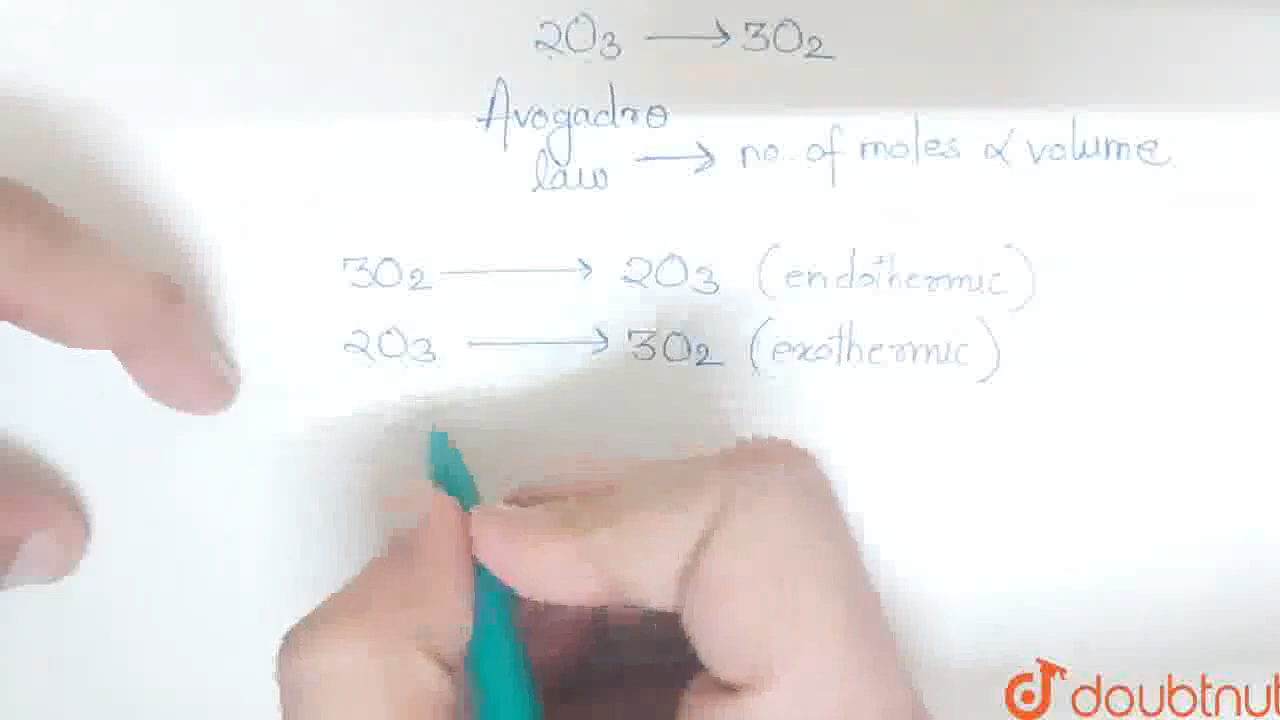 2O₃ → 3O₂
Avogadro
law → no. of moles ∝ volume
3O₂ → 2O₃ (endothermic)
2O₃ → 3O₂ (exothermic)
doubtnut